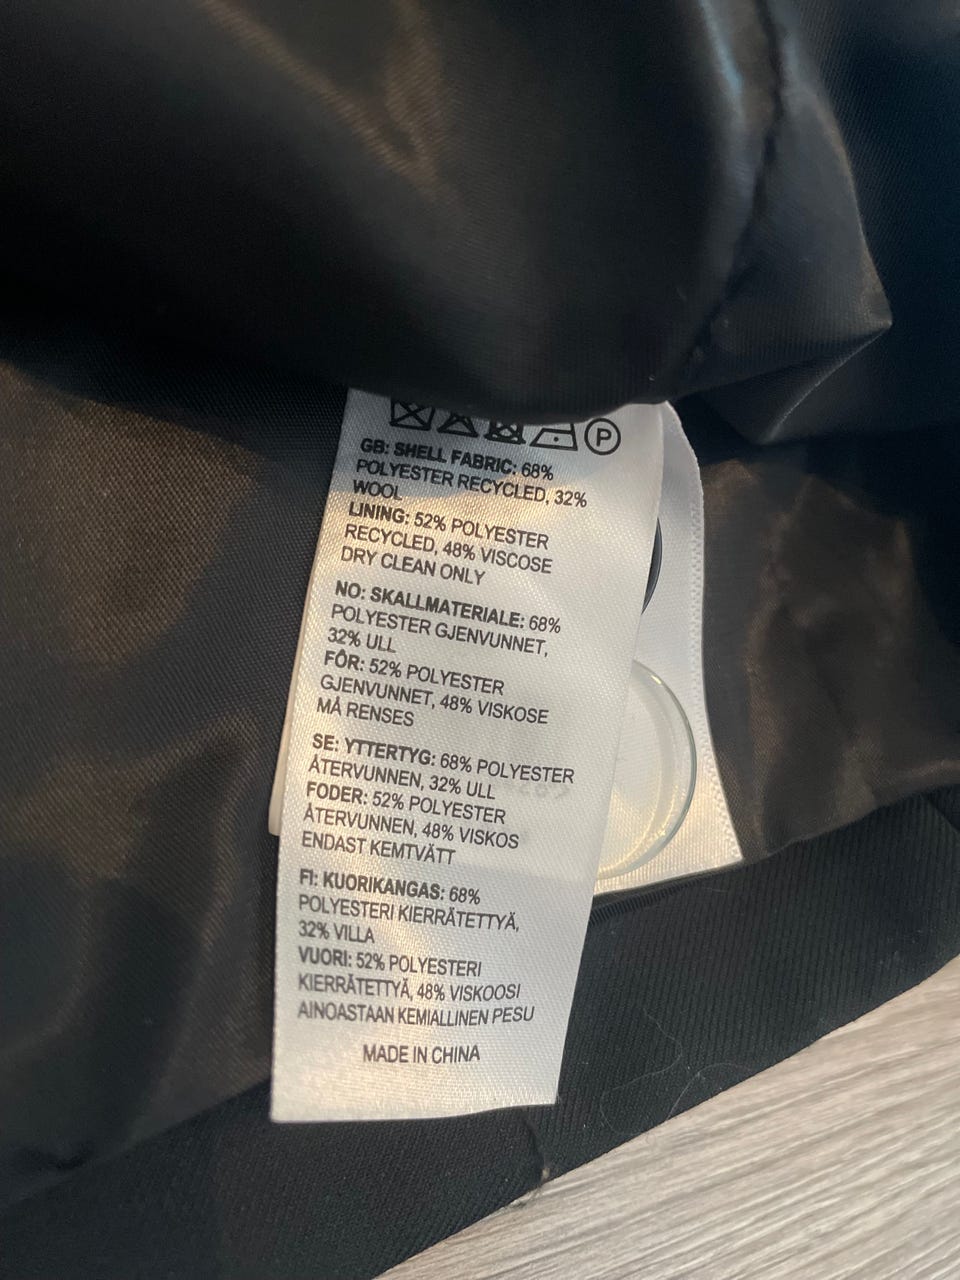 P
GB: SHELL FABRIC: 68%
POLYESTER RECYCLED, 32%
WOOL
LINING: 52% POLYESTER
RECYCLED, 48% VISCOSE
DRY CLEAN ONLY
NO: SKALLMATERIALE: 68%
POLYESTER GJENVUNNET,
32% ULL
FÔR: 52% POLYESTER
GJENVUNNET, 48% VISKOSE
MÅ RENSES
SE: YTTERTYG: 68% POLYESTER
ÅTERVUNNEN, 32% ULL
FODER: 52% POLYESTER
ÅTERVUNNEN, 48% VISKOS
ENDAST KEMTVÄTT
FI: KUORIKANGAS: 68%
POLYESTERI KIERRÄTETTYÄ,
32% VILLA
VUORI: 52% POLYESTERI
KIERRÄTETTYÄ, 48% VISKOOSI
AINOASTAAN KEMIALLINEN PESU
MADE IN CHINA